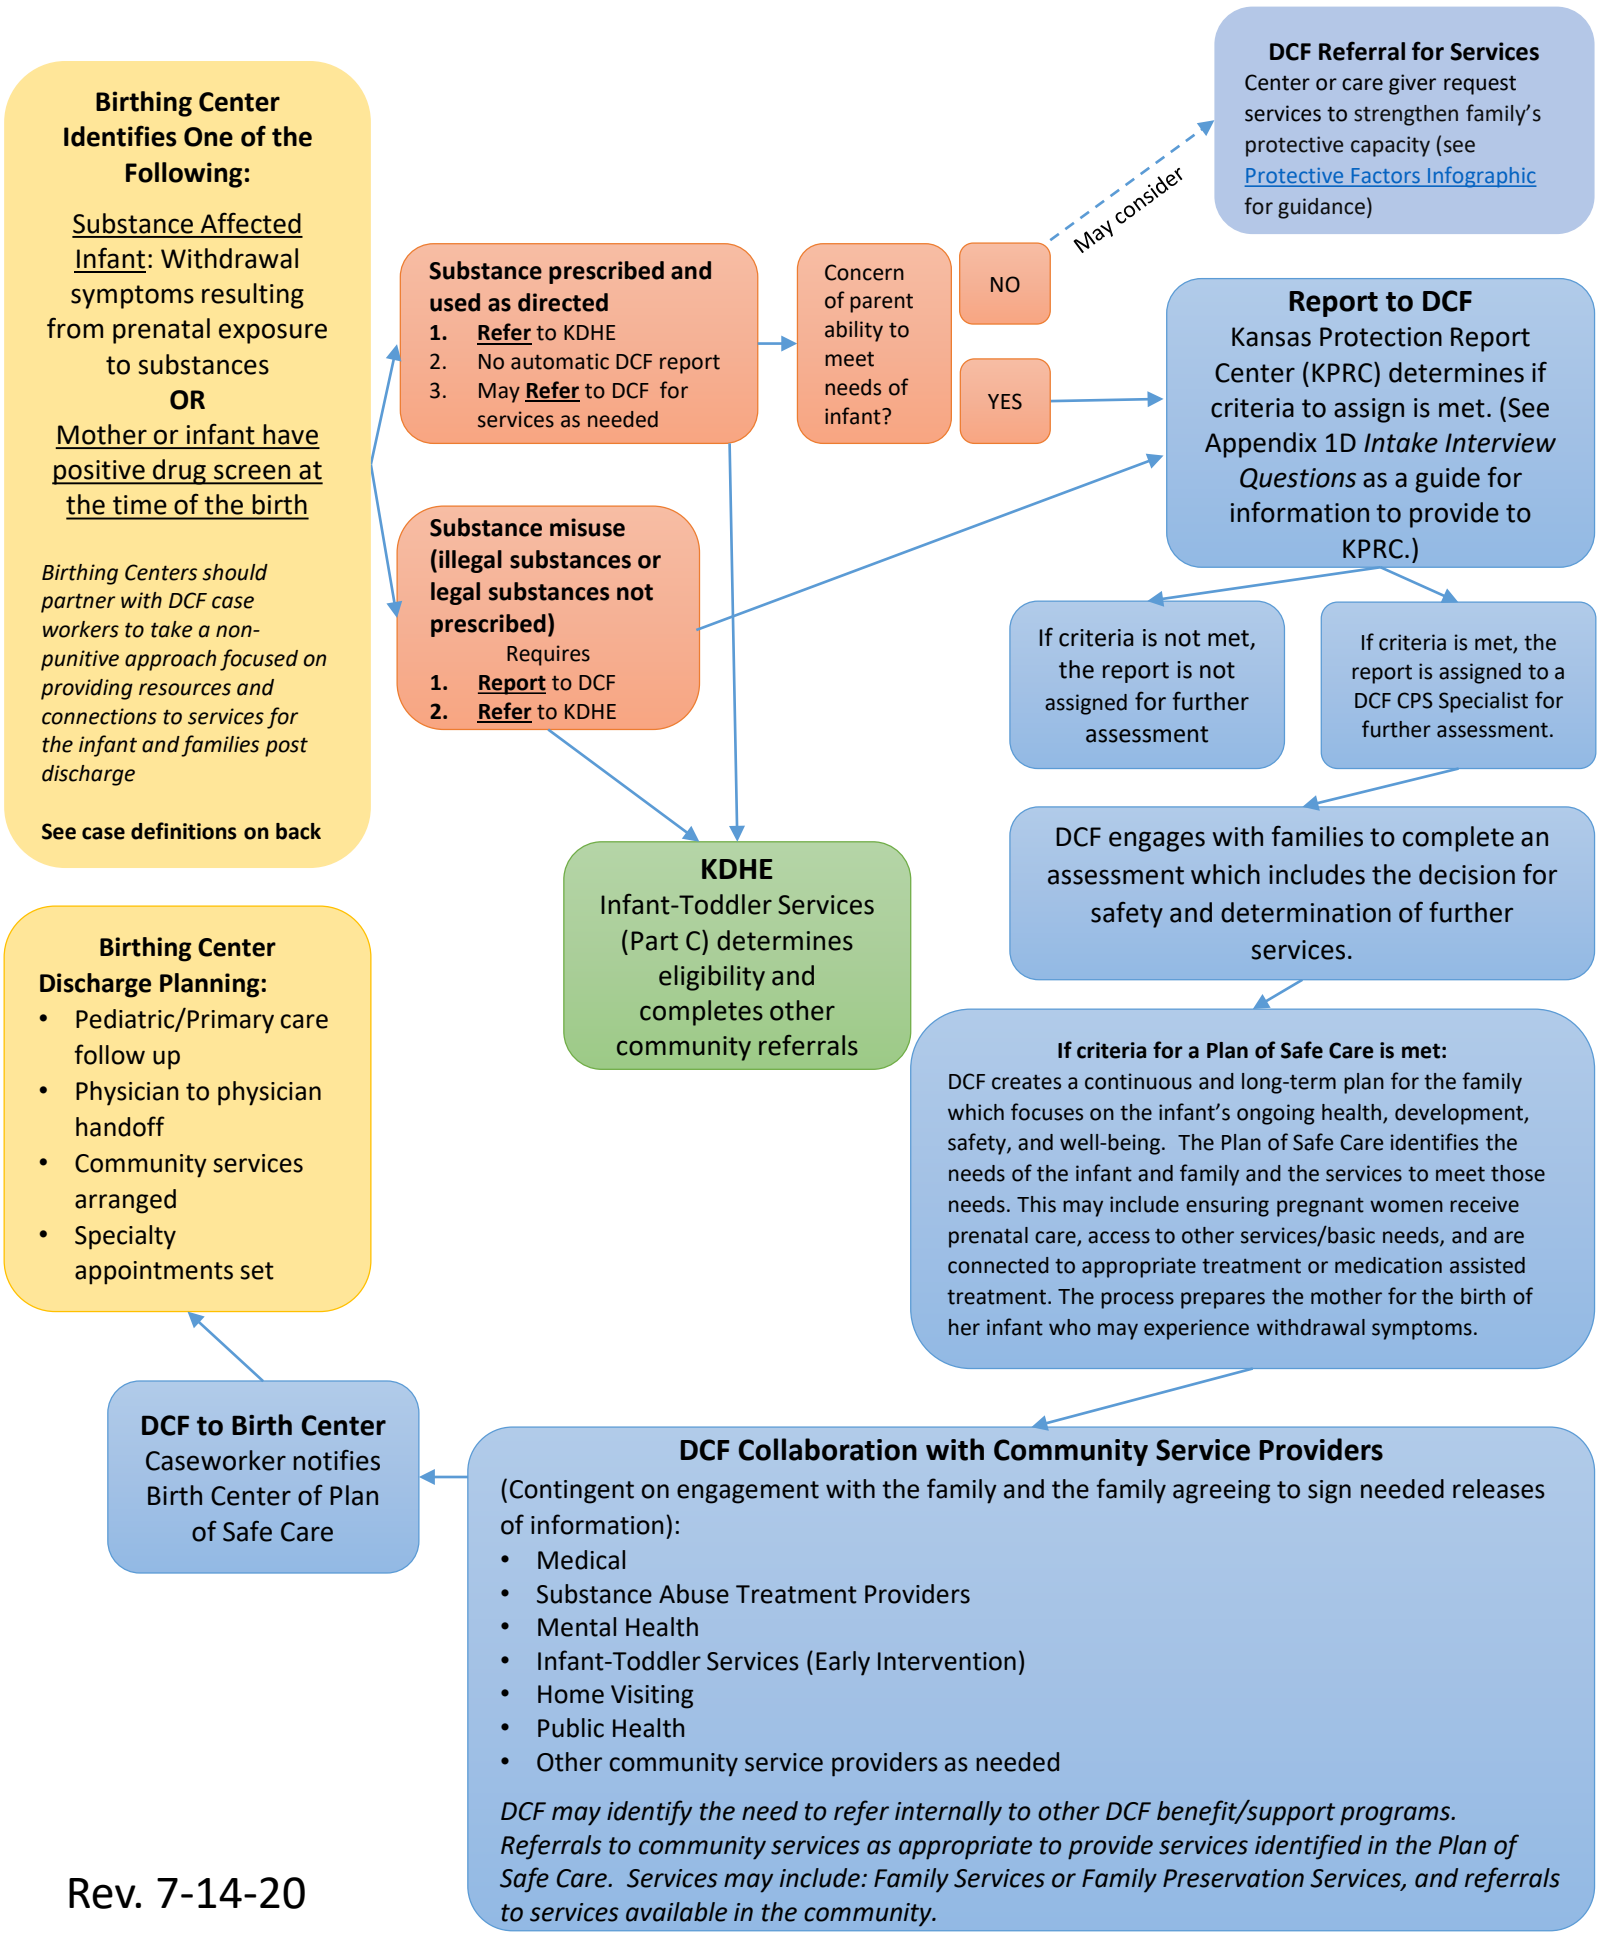 Birthing Center
Identifies One of the
Following:
Substance Affected
Infant: Withdrawal
symptoms resulting
from prenatal exposure
to substances
OR
Mother or infant have
positive drug screen at
the time of the birth
Birthing Centers should
partner with DCF case
workers to take a non-
punitive approach focused on
providing resources and
connections to services for
the infant and families post
discharge
See case definitions on back
Substance prescribed and
used as directed
1. Refer to KDHE
2. No automatic DCF report
3. May Refer to DCF for
services as needed
Concern
of parent
ability to
meet
needs of
infant?
NO
YES
May consider
DCF Referral for Services
Center or care giver request
services to strengthen family's
protective capacity (see
Protective Factors Infographic
for guidance)
Substance misuse
(illegal substances or
legal substances not
prescribed)
Requires
1. Report to DCF
2. Refer to KDHE
Report to DCF
Kansas Protection Report
Center (KPRC) determines if
criteria to assign is met. (See
Appendix 1D Intake Interview
Questions as a guide for
information to provide to
KPRC.)
If criteria is not met,
the report is not
assigned for further
assessment
If criteria is met, the
report is assigned to a
DCF CPS Specialist for
further assessment.
KDHE
Infant-Toddler Services
(Part C) determines
eligibility and
completes other
community referrals
DCF engages with families to complete an
assessment which includes the decision for
safety and determination of further
services.
If criteria for a Plan of Safe Care is met:
DCF creates a continuous and long-term plan for the family
which focuses on the infant's ongoing health, development,
safety, and well-being. The Plan of Safe Care identifies the
needs of the infant and family and the services to meet those
needs. This may include ensuring pregnant women receive
prenatal care, access to other services/basic needs, and are
connected to appropriate treatment or medication assisted
treatment. The process prepares the mother for the birth of
her infant who may experience withdrawal symptoms.
DCF Collaboration with Community Service Providers
(Contingent on engagement with the family and the family agreeing to sign needed releases
of information):
• Medical
• Substance Abuse Treatment Providers
• Mental Health
• Infant-Toddler Services (Early Intervention)
• Home Visiting
• Public Health
• Other community service providers as needed
DCF may identify the need to refer internally to other DCF benefit/support programs.
Referrals to community services as appropriate to provide services identified in the Plan of
Safe Care. Services may include: Family Services or Family Preservation Services, and referrals
to services available in the community.
DCF to Birth Center
Caseworker notifies
Birth Center of Plan
of Safe Care
Birthing Center
Discharge Planning:
• Pediatric/Primary care
follow up
• Physician to physician
handoff
• Community services
arranged
• Specialty
appointments set
Rev. 7-14-20